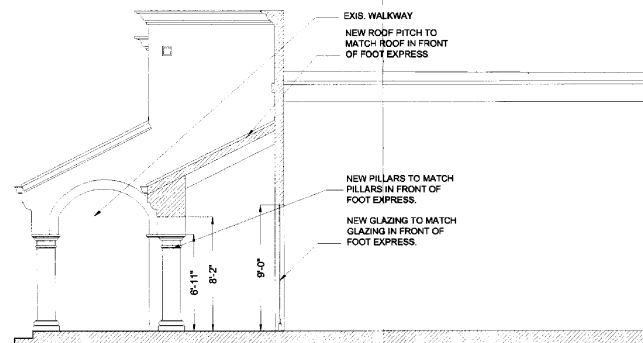 EXIS. WALKWAY
NEW ROOF PITCH TO
MATCH ROOF IN FRONT
OF FOOT EXPRESS
NEW PILLARS TO MATCH
PILLARS IN FRONT OF
FOOT EXPRESS.
NEW GLAZING TO MATCH
GLAZING IN FRONT OF
FOOT EXPRESS.
6'-11"
8'-2"
9'-0"